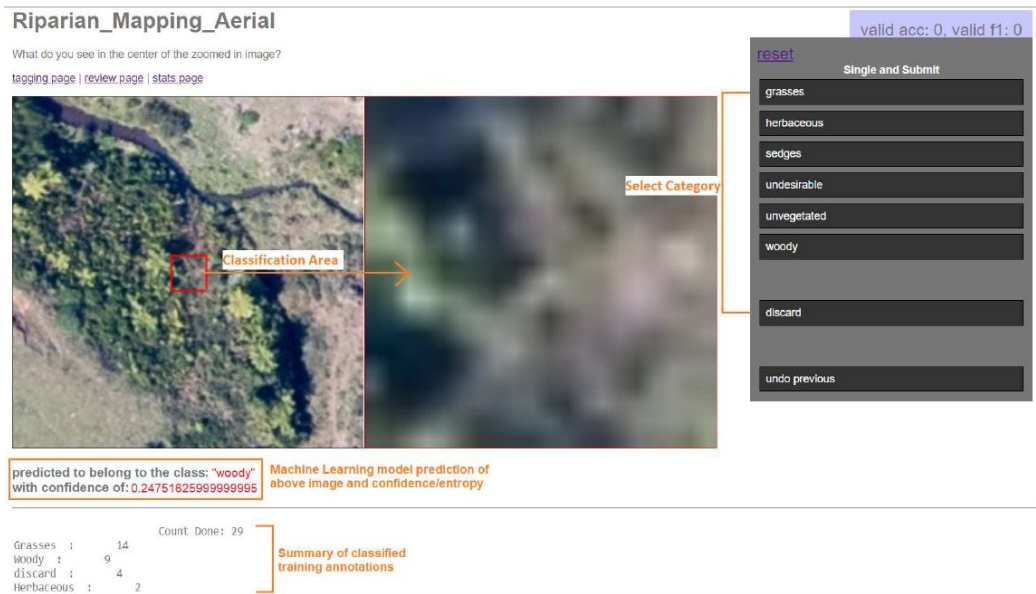 Riparian_Mapping_Aerial
What do you see in the center of the zoomed in image?
tagging page | review page | stats page
valid acc: 0, valid f1: 0
reset
Single and Submit
grasses
herbaceous
sedges
undesirable
unvegetated
woody
discard
undo previous
Select Category
Classification Area
predicted to belong to the class: "woody"
with confidence of: 0.24751625999999995
Machine Learning model prediction of
above image and confidence/entropy
Count Done: 29
Grasses : 14
Woody : 9
discard : 4
Herbaceous : 2
Summary of classified
training annotations